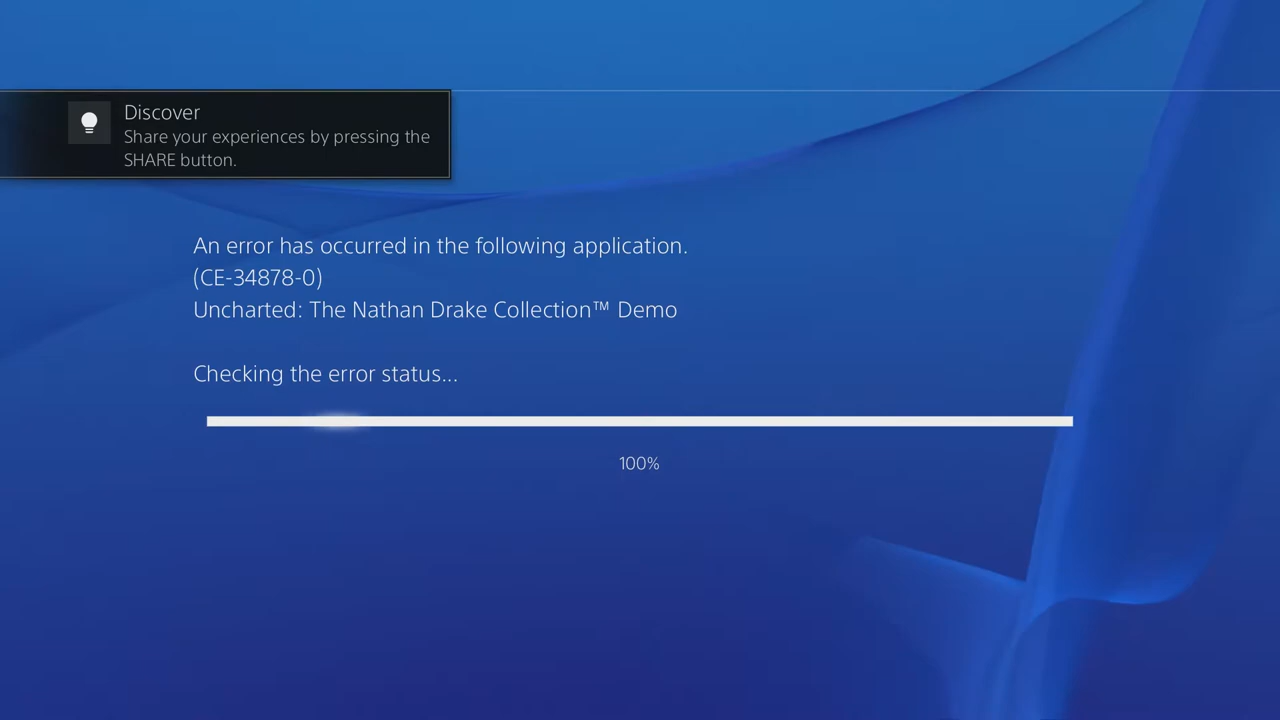 Discover
Share your experiences by pressing the
SHARE button.
An error has occurred in the following application.
(CE-34878-0)
Uncharted: The Nathan Drake Collection™ Demo
Checking the error status...
100%